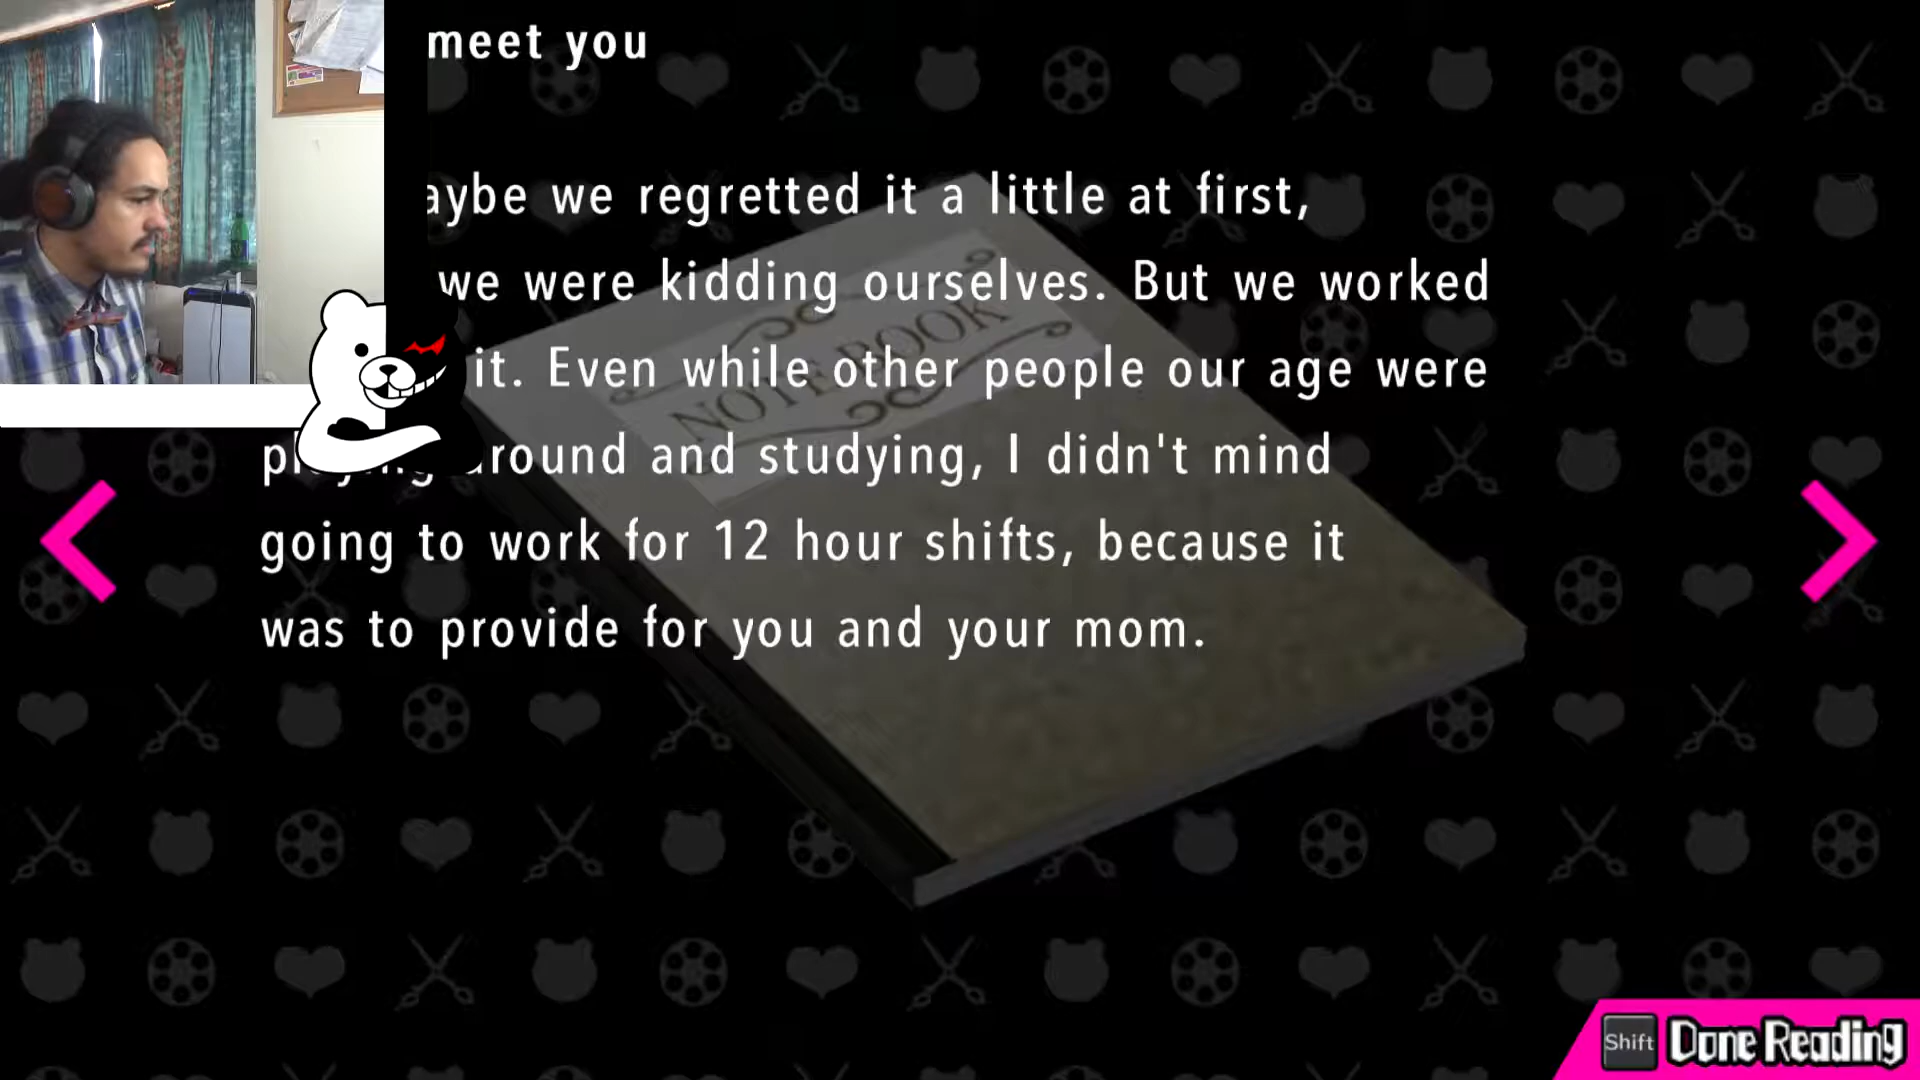 meet you
we regretted it a little at first,
we were kidding ourselves. But we worked
it. Even while other people our age were
around and studying, I didn't mind
going to work for 12 hour shifts, because it
was to provide for you and your mom.
NOTEBOOK
Shift Done Reading